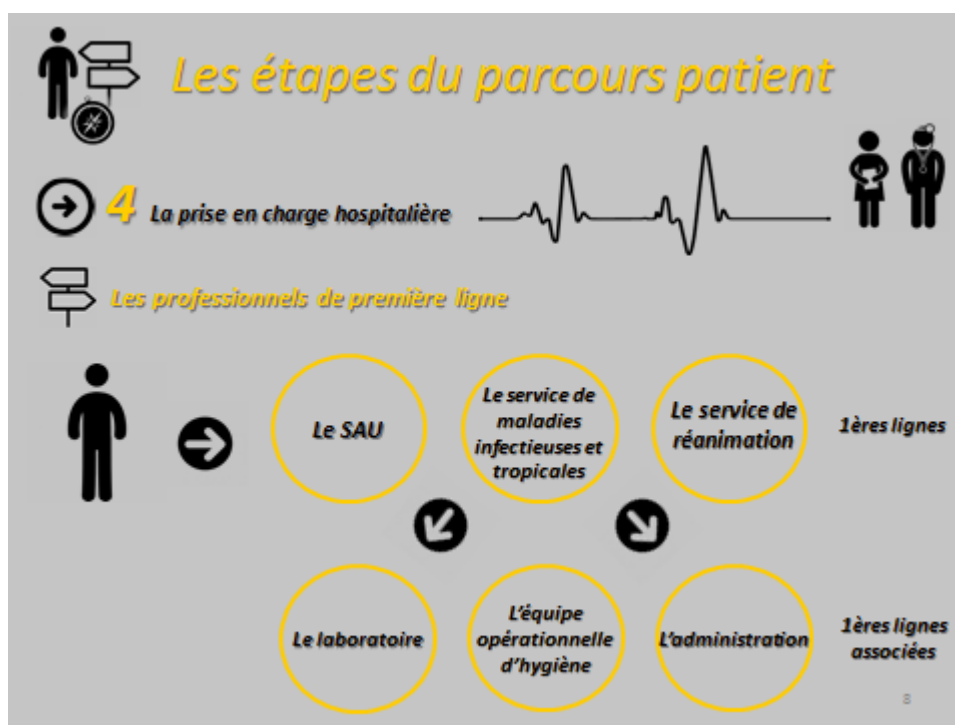 Les étapes du parcours patient
4 La prise en charge hospitalière
Les professionnels de première ligne
Le SAU
Le service de
maladies
infectieuses et
tropicales
Le service de
réanimation
1ères lignes
Le laboratoire
L'équipe
opérationnelle
d'hygiène
L'administration
1ères lignes
associées
8